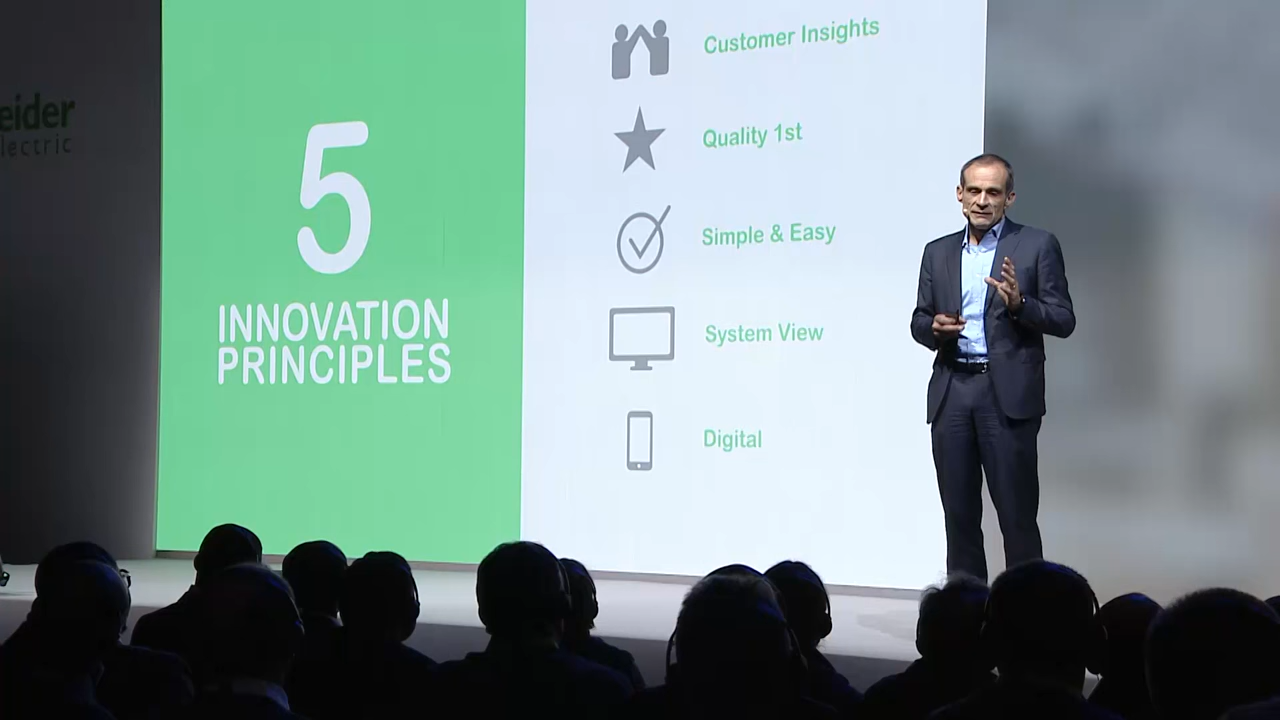 eider
lectric
5
INNOVATION
PRINCIPLES
Customer Insights
Quality 1st
Simple & Easy
System View
Digital